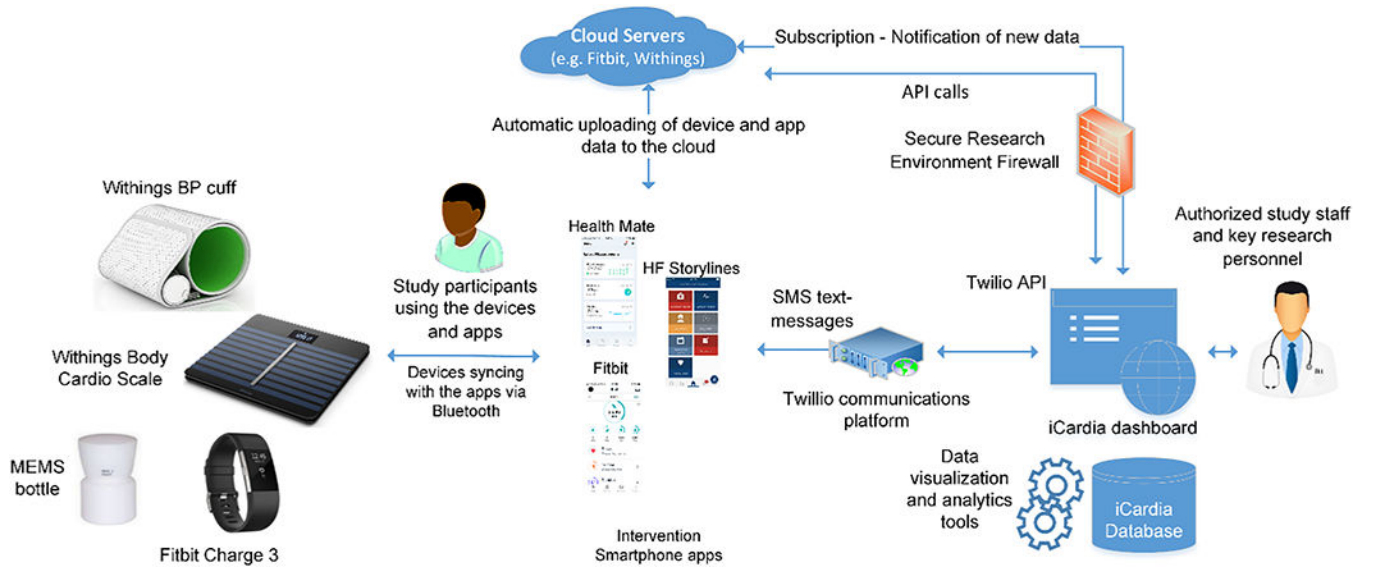 Cloud Servers
(e.g. Fitbit, Withings)
Subscription - Notification of new data
API calls
Automatic uploading of device and app
data to the cloud
Secure Research
Environment Firewall
Withings BP cuff
Health Mate
HF Storylines
Authorized study staff
and key research
personnel
Study participants
using the devices
and apps
SMS text-
messages
Twilio API
Withings Body
Cardio Scale
Devices syncing
with the apps via
Bluetooth
Fitbit
Twillio communications
platform
iCardia dashboard
MEMS
bottle
Fitbit Charge 3
Intervention
Smartphone apps
Data
visualization
and analytics
tools
iCardia
Database